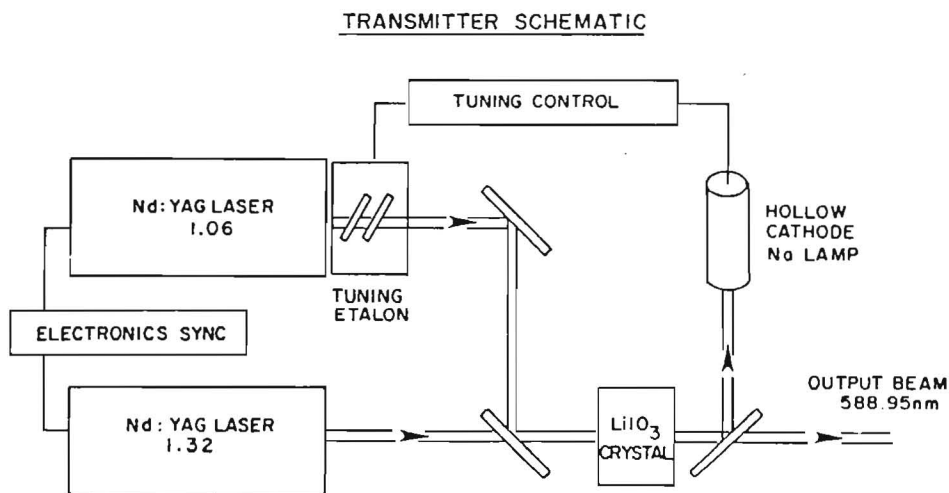 TRANSMITTER SCHEMATIC
TUNING CONTROL
Nd:YAG LASER
1.06
TUNING
ETALON
HOLLOW
CATHODE
Na LAMP
ELECTRONICS SYNC
Nd:YAG LASER
1.32
LiIO3
CRYSTAL
OUTPUT BEAM
588.95nm